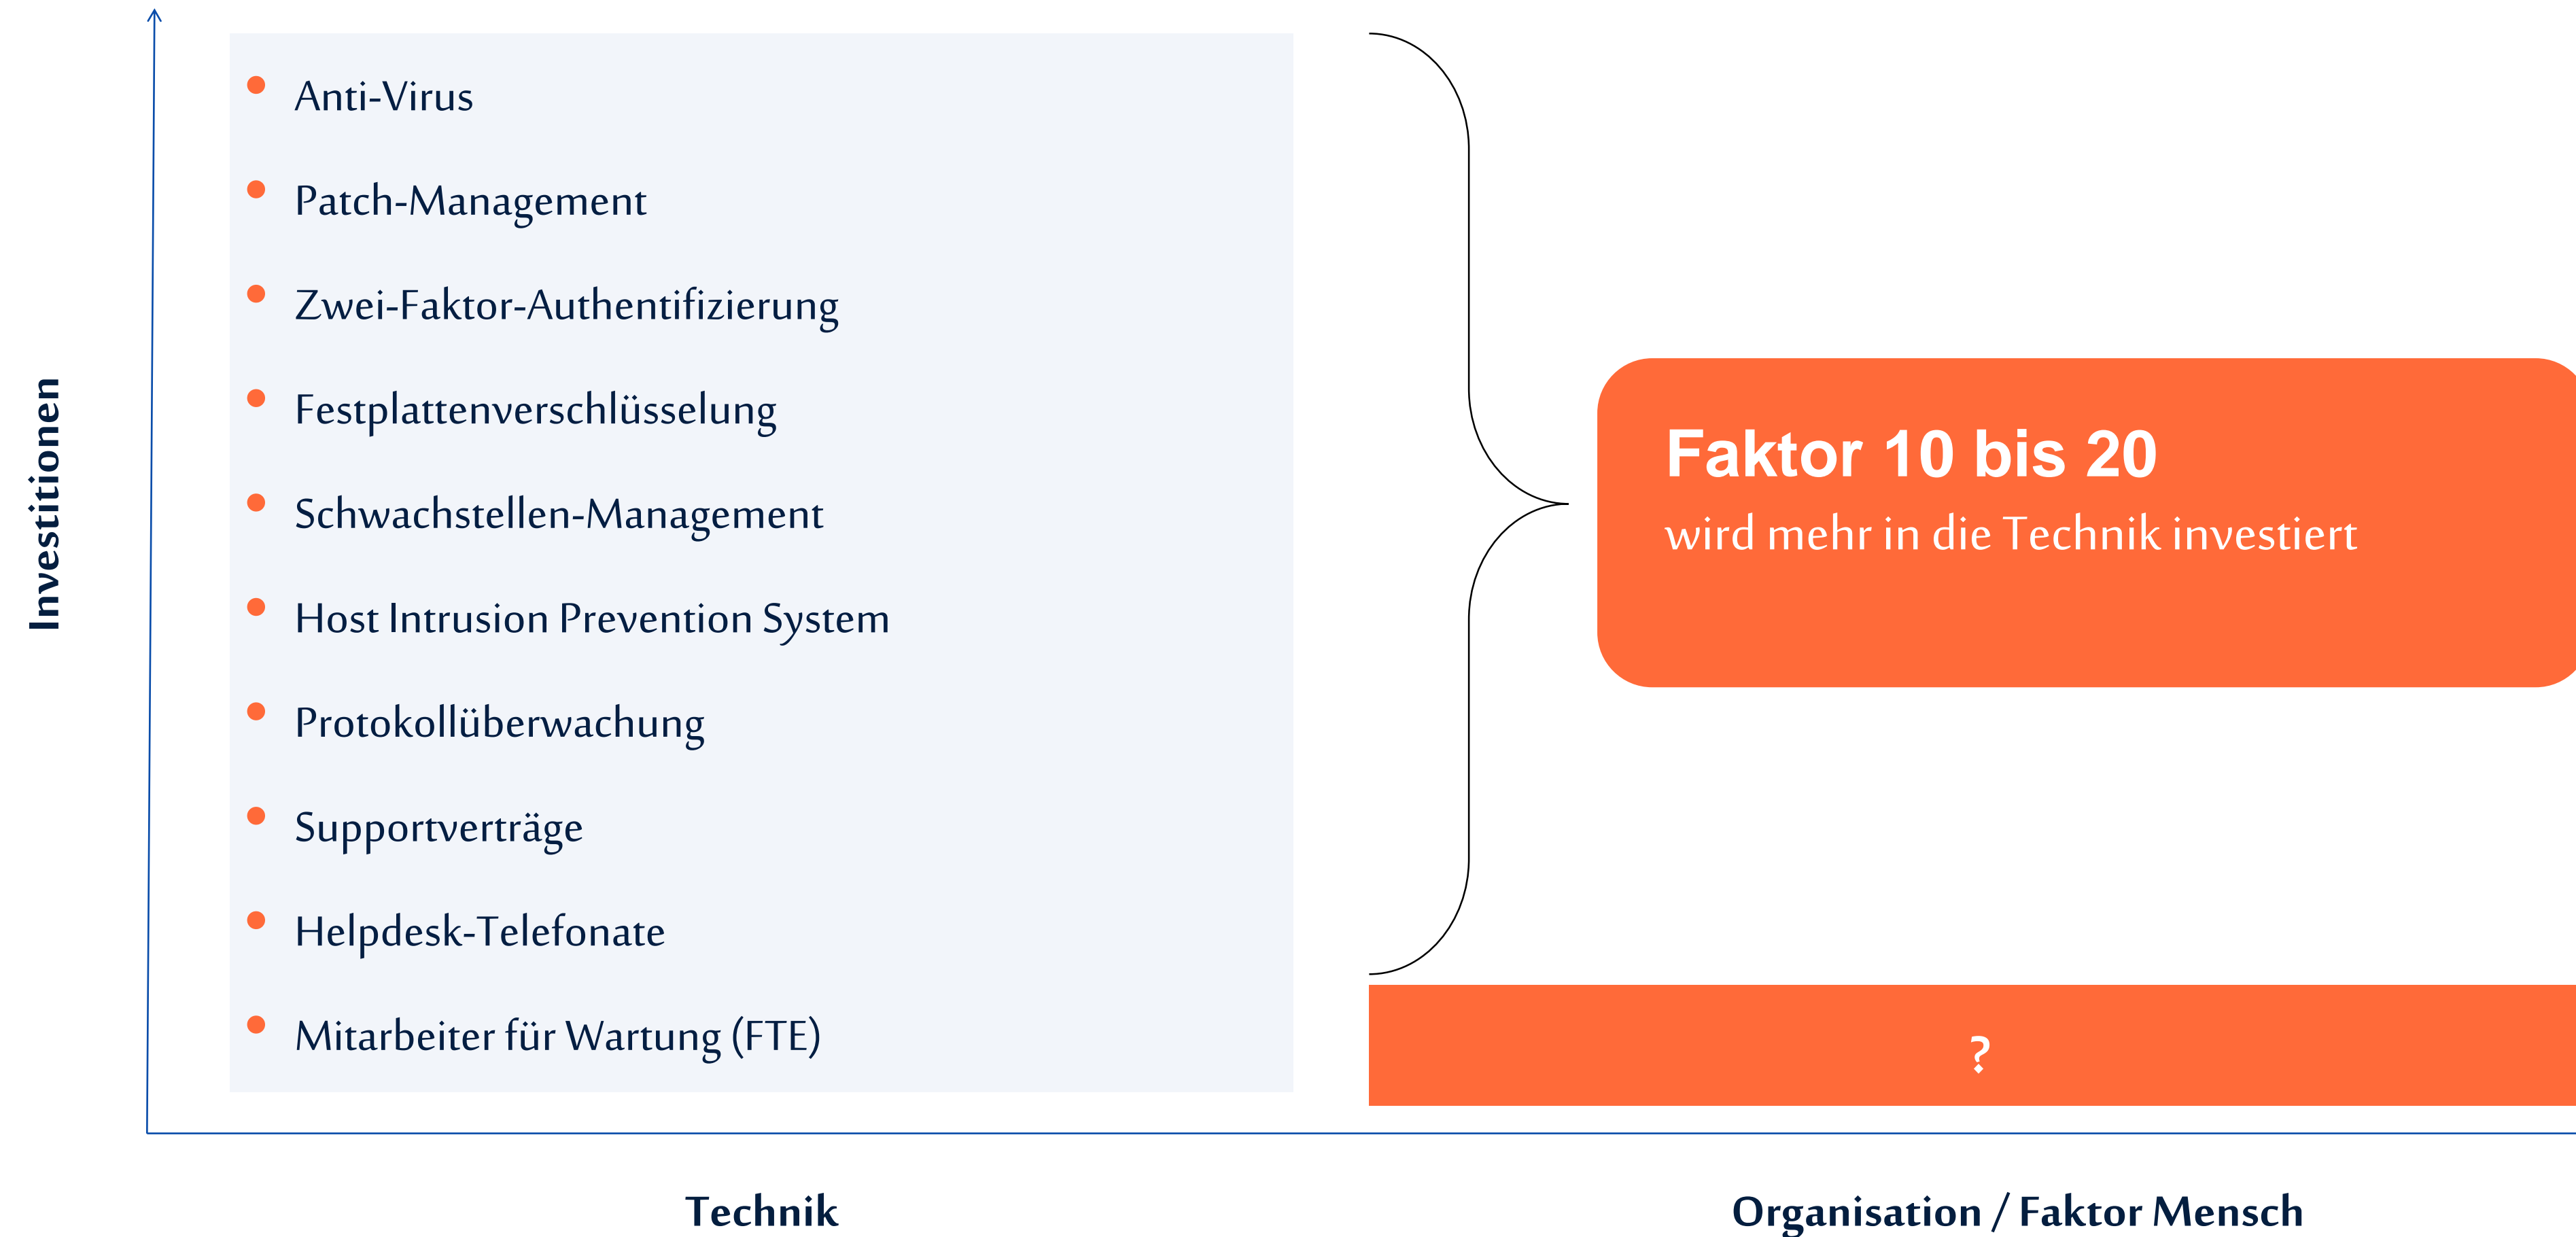 Investitionen
Anti-Virus
Patch-Management
Zwei-Faktor-Authentifizierung
Festplattenverschlüsselung
Schwachstellen-Management
Host Intrusion Prevention System
Protokollüberwachung
Supportverträge
Helpdesk-Telefonate
Mitarbeiter für Wartung (FTE)
Faktor 10 bis 20
wird mehr in die Technik investiert
?
Technik
Organisation / Faktor Mensch